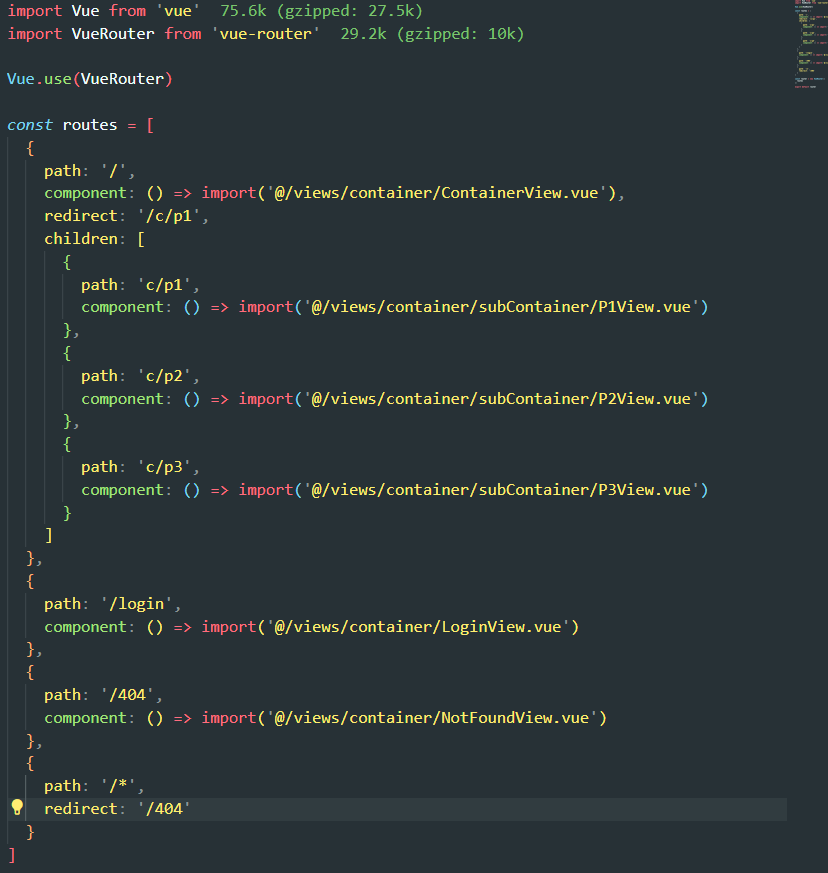 import Vue from 'vue'  75.6k (gzipped: 27.5k)
import VueRouter from 'vue-router'  29.2k (gzipped: 10k)

Vue.use(VueRouter)

const routes = [
  {
    path: '/',
    component: () => import('@/views/container/ContainerView.vue'),
    redirect: '/c/p1',
    children: [
      {
        path: 'c/p1',
        component: () => import('@/views/container/subContainer/P1View.vue')
      },
      {
        path: 'c/p2',
        component: () => import('@/views/container/subContainer/P2View.vue')
      },
      {
        path: 'c/p3',
        component: () => import('@/views/container/subContainer/P3View.vue')
      }
    ]
  },
  {
    path: '/login',
    component: () => import('@/views/container/LoginView.vue')
  },
  {
    path: '/404',
    component: () => import('@/views/container/NotFoundView.vue')
  },
  {
    path: '/*',
    redirect: '/404'
  }
]